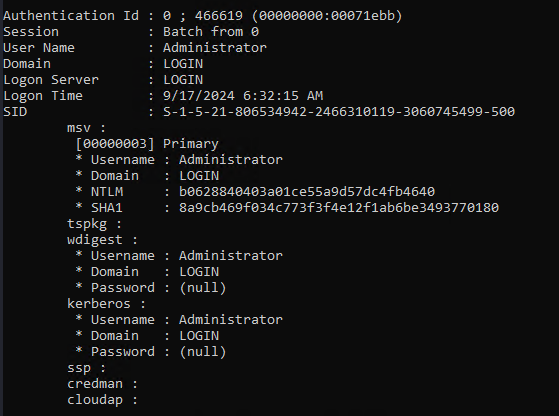 Authentication Id : 0 ; 466619 (00000000:00071ebb)
Session           : Batch from 0
User Name         : Administrator
Domain            : LOGIN
Logon Server      : LOGIN
Logon Time        : 9/17/2024 6:32:15 AM
SID               : S-1-5-21-806534942-2466310119-3060745499-500
        msv :
         [00000003] Primary
         * Username : Administrator
         * Domain   : LOGIN
         * NTLM     : b0628840403a01ce55a9d57dc4fb4640
         * SHA1     : 8a9cb469f034c773f3f4e12f1ab6be3493770180
        tspkg :
        wdigest :
         * Username : Administrator
         * Domain   : LOGIN
         * Password : (null)
        kerberos :
         * Username : Administrator
         * Domain   : LOGIN
         * Password : (null)
        ssp :
        credman :
        cloudap :